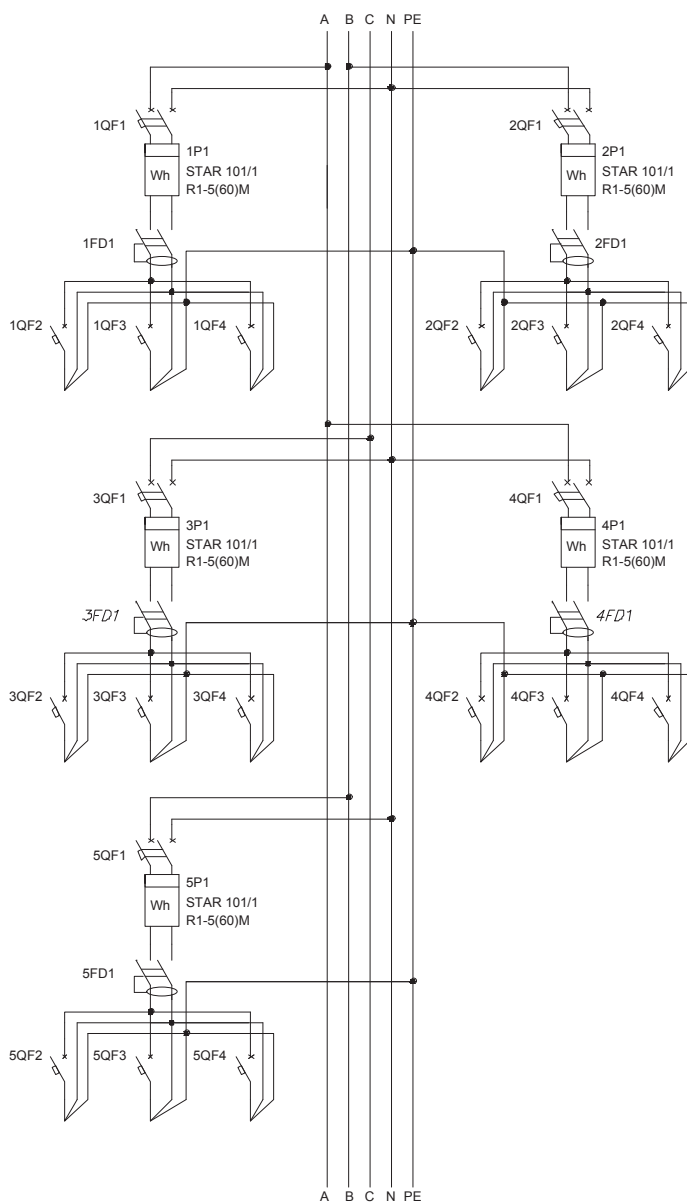 A B C N PE
1QF1
1P1
Wh
STAR 101/1
R1-5(60)M
1FD1
1QF2
1QF3
1QF4
2QF1
2P1
Wh
STAR 101/1
R1-5(60)M
2FD1
2QF2
2QF3
2QF4
3QF1
3P1
Wh
STAR 101/1
R1-5(60)M
3FD1
3QF2
3QF3
3QF4
4QF1
4P1
Wh
STAR 101/1
R1-5(60)M
4FD1
4QF2
4QF3
4QF4
5QF1
5P1
Wh
STAR 101/1
R1-5(60)M
5FD1
5QF2
5QF3
5QF4
A B C N PE